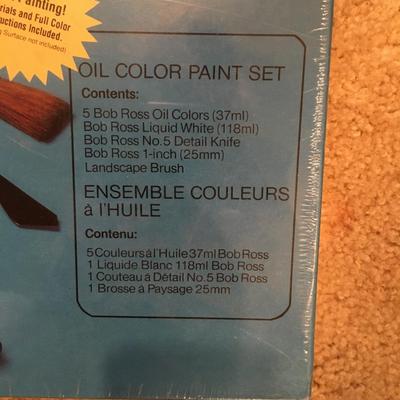 ainting!
rials and Full Color
uctions Included.
g Surface not included)
OIL COLOR PAINT SET
Contents:
5 Bob Ross Oil Colors (37ml)
Bob Ross Liquid White (118ml)
Bob Ross No.5 Detail Knife
Bob Ross 1-inch (25mm)
Landscape Brush
ENSEMBLE COULEURS
à l'HUILE
Contenu:
5 Couleurs à l'Huile 37ml Bob Ross
1 Liquide Blanc 118ml Bob Ross
1 Couteau à Détail No.5 Bob Ross
1 Brosse à Paysage 25mm